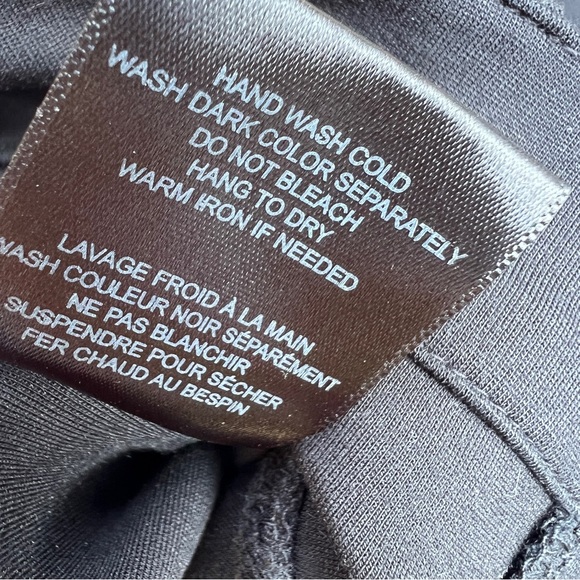 HAND WASH COLD
WASH DARK COLOR SEPARATELY
DO NOT BLEACH
HANG TO DRY
WARM IRON IF NEEDED
LAVAGE FROID À LA MAIN
WASH COULEUR NOIR SÉPARÉMENT
NE PAS BLANCHIR
SUSPENDRE POUR SÉCHER
FER CHAUD AU BESPIN